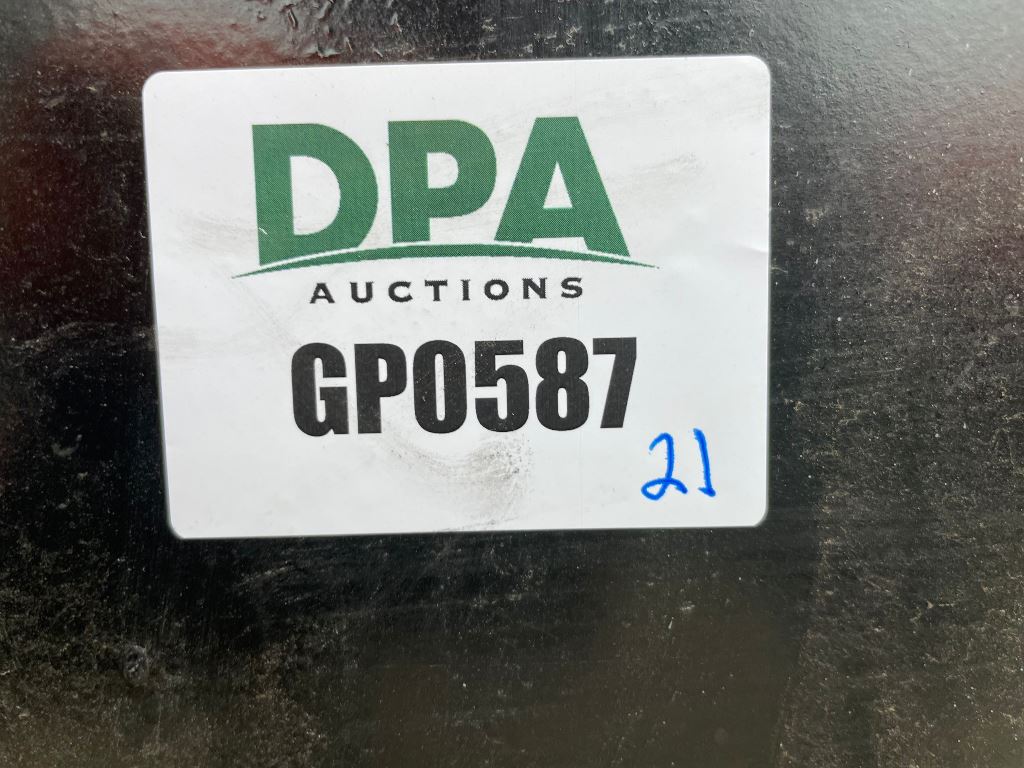 DPA
AUCTIONS
GP0587
21